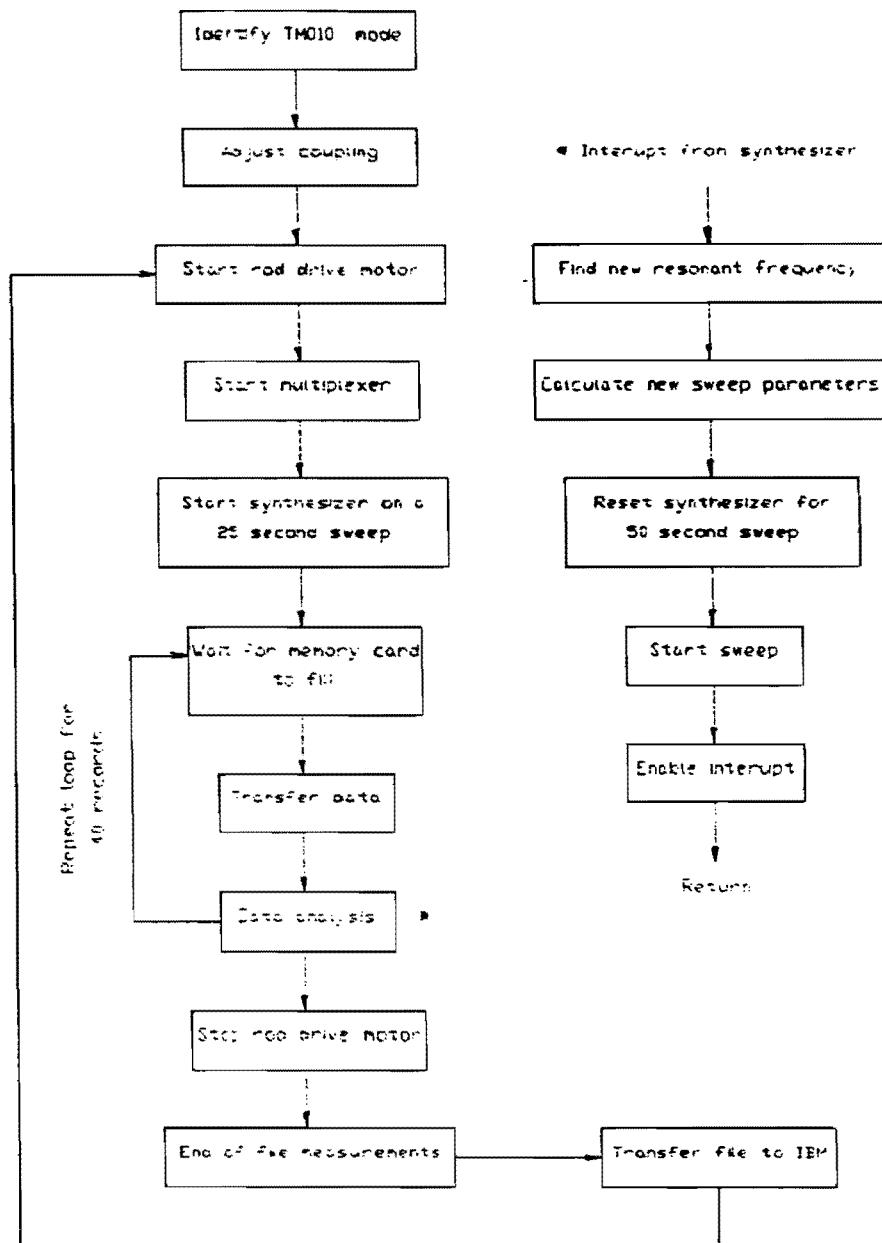 Identify TM010 mode
Adjust coupling
Start rod drive motor
Start multiplexer
Start synthesizer on a
25 second sweep
Wait for memory card
to fill
Repeat loop for
40 records
Transfer data
Data analysis *
Stop rod drive motor
End of file measurements
Transfer file to IBM
* Interupt from synthesizer
Find new resonant frequency
Calculate new sweep parameters
Reset synthesizer for
50 second sweep
Start sweep
Enable interupt
Return